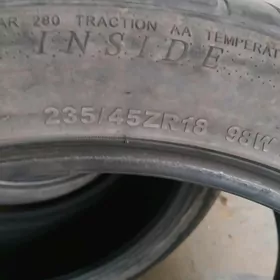 AR 280 TRACTION AA TEMPERAT
INSIDE
235/45ZR18 98W